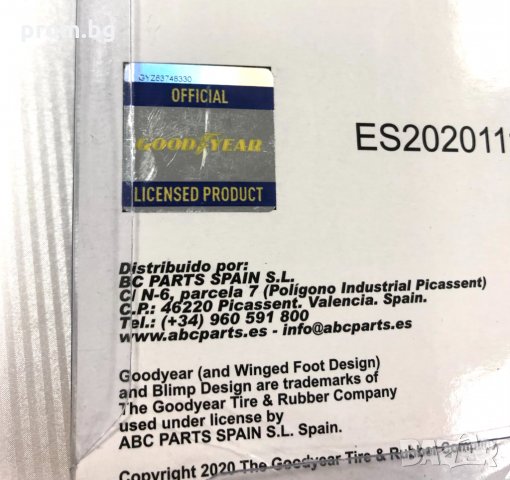 prom.bg
GYZ83748330
OFFICIAL
GOODYEAR
LICENSED PRODUCT
ES202011
Distribuido por:
BC PARTS SPAIN S.L.
C/ N-6, parcela 7 (Polígono Industrial Picassent)
C.P.: 46220 Picassent. Valencia. Spain.
Tel.: (+34) 960 591 800
www.abcparts.es - info@abcparts.es
Goodyear (and Winged Foot Design)
and Blimp Design are trademarks of
The Goodyear Tire & Rubber Company
used under license by
ABC PARTS SPAIN S.L. Spain.
Copyright 2020 The Goodyear Tire & Rubber Company